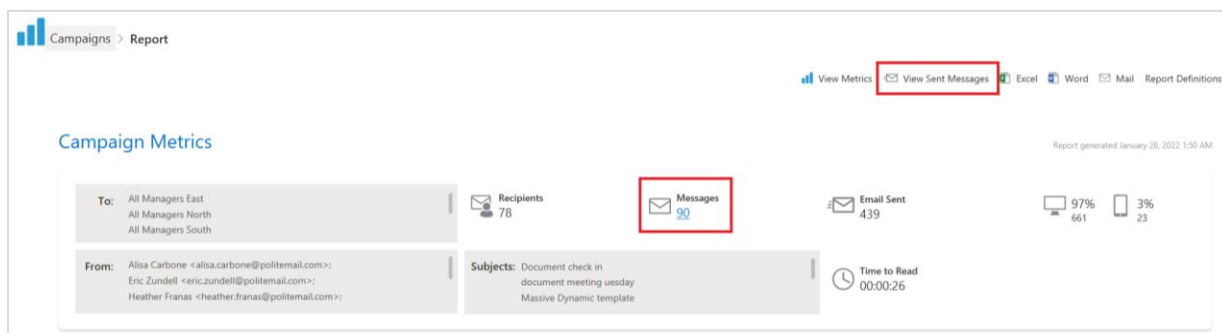 Campaigns > Report
View Metrics View Sent Messages Excel Word Mail Report Definitions
Campaign Metrics
Report generated January 26, 2022 1:50 AM
To: All Managers East
All Managers North
All Managers South
Recipients
78
Messages
90
Email Sent
439
97%
661
3%
23
From: Alisa Carbone <alisa.carbone@politemail.com>;
Eric Zundell <eric.zundell@politemail.com>;
Heather Franas <heather.franas@politemail.com>;
Subjects: Document check in
document meeting uesday
Massive Dynamic template
Time to Read
00:00:26